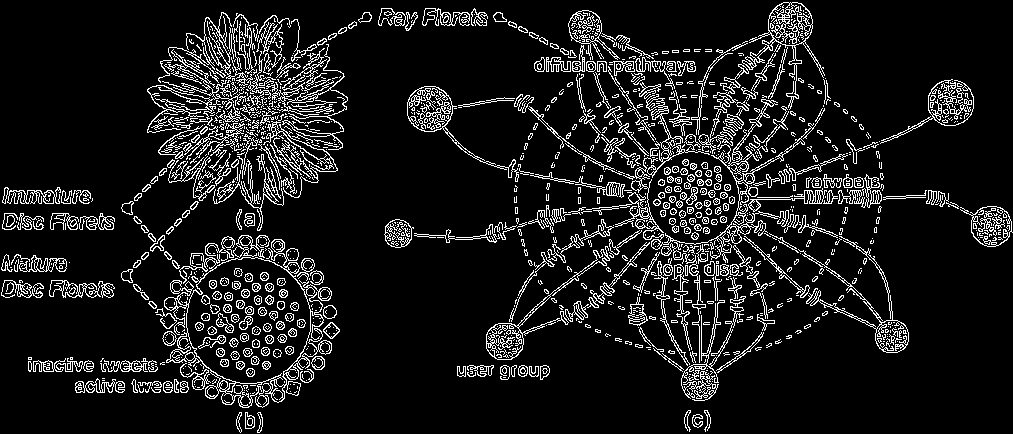 Ray Florets
diffusion pathways
Immature
Disc Florets
retweets
(a)
Mature
Disc Florets
topic disc
inactive tweets
active tweets
user group
(b)
(c)